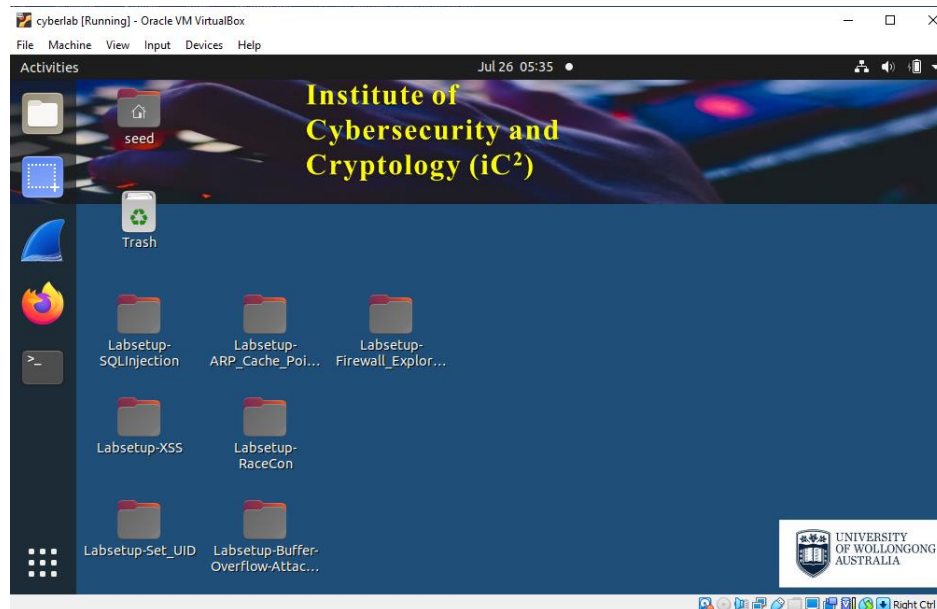 cyberlab [Running] - Oracle VM VirtualBox
File Machine View Input Devices Help
Activities
Jul 26 05:35
Institute of
Cybersecurity and
Cryptology (iC²)
seed
Trash
Labsetup-
SQLInjection
Labsetup-
ARP_Cache_Poi...
Labsetup-
Firewall_Explor...
Labsetup-XSS
Labsetup-
RaceCon
Labsetup-Set_UID
Labsetup-Buffer-
Overflow-Attac...
UNIVERSITY
OF WOLLONGONG
AUSTRALIA
Right Ctrl